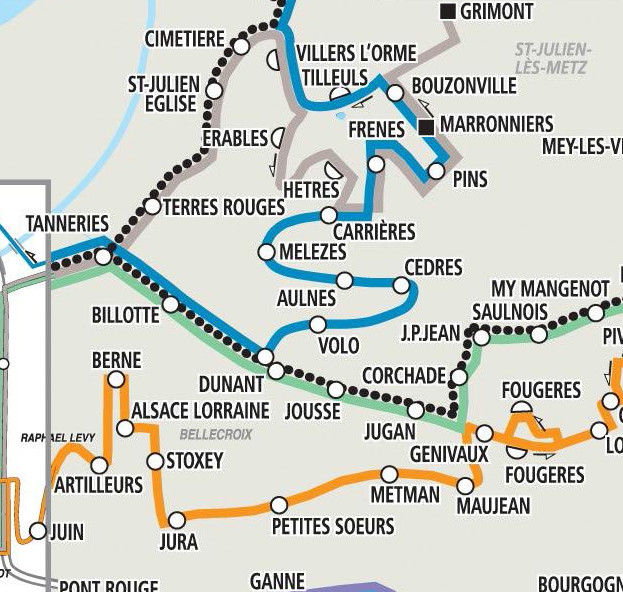 GRIMONT
CIMETIERE
VILLERS L'ORME
ST-JULIEN-
LÈS-METZ
TILLEULS
BOUZONVILLE
ST-JULIEN
EGLISE
ERABLES
FRENES
MARRONNIERS
MEY-LES-VI
PINS
HETRES
TERRES ROUGES
CARRIÈRES
TANNERIES
MELEZES
CEDRES
AULNES
MY MANGENOT
SAULNOIS
BILLOTTE
J.P.JEAN
PIV
VOLO
BERNE
DUNANT
CORCHADE
FOUGERES
ALSACE LORRAINE
JOUSSE
JUGAN
RAPHAEL LEVY
BELLECROIX
GENIVAUX
LO
STOXEY
FOUGERES
ARTILLEURS
METMAN
MAUJEAN
JUIN
JURA
PETITES SOEURS
PONT ROUGE
GANNE
BOURGOGN